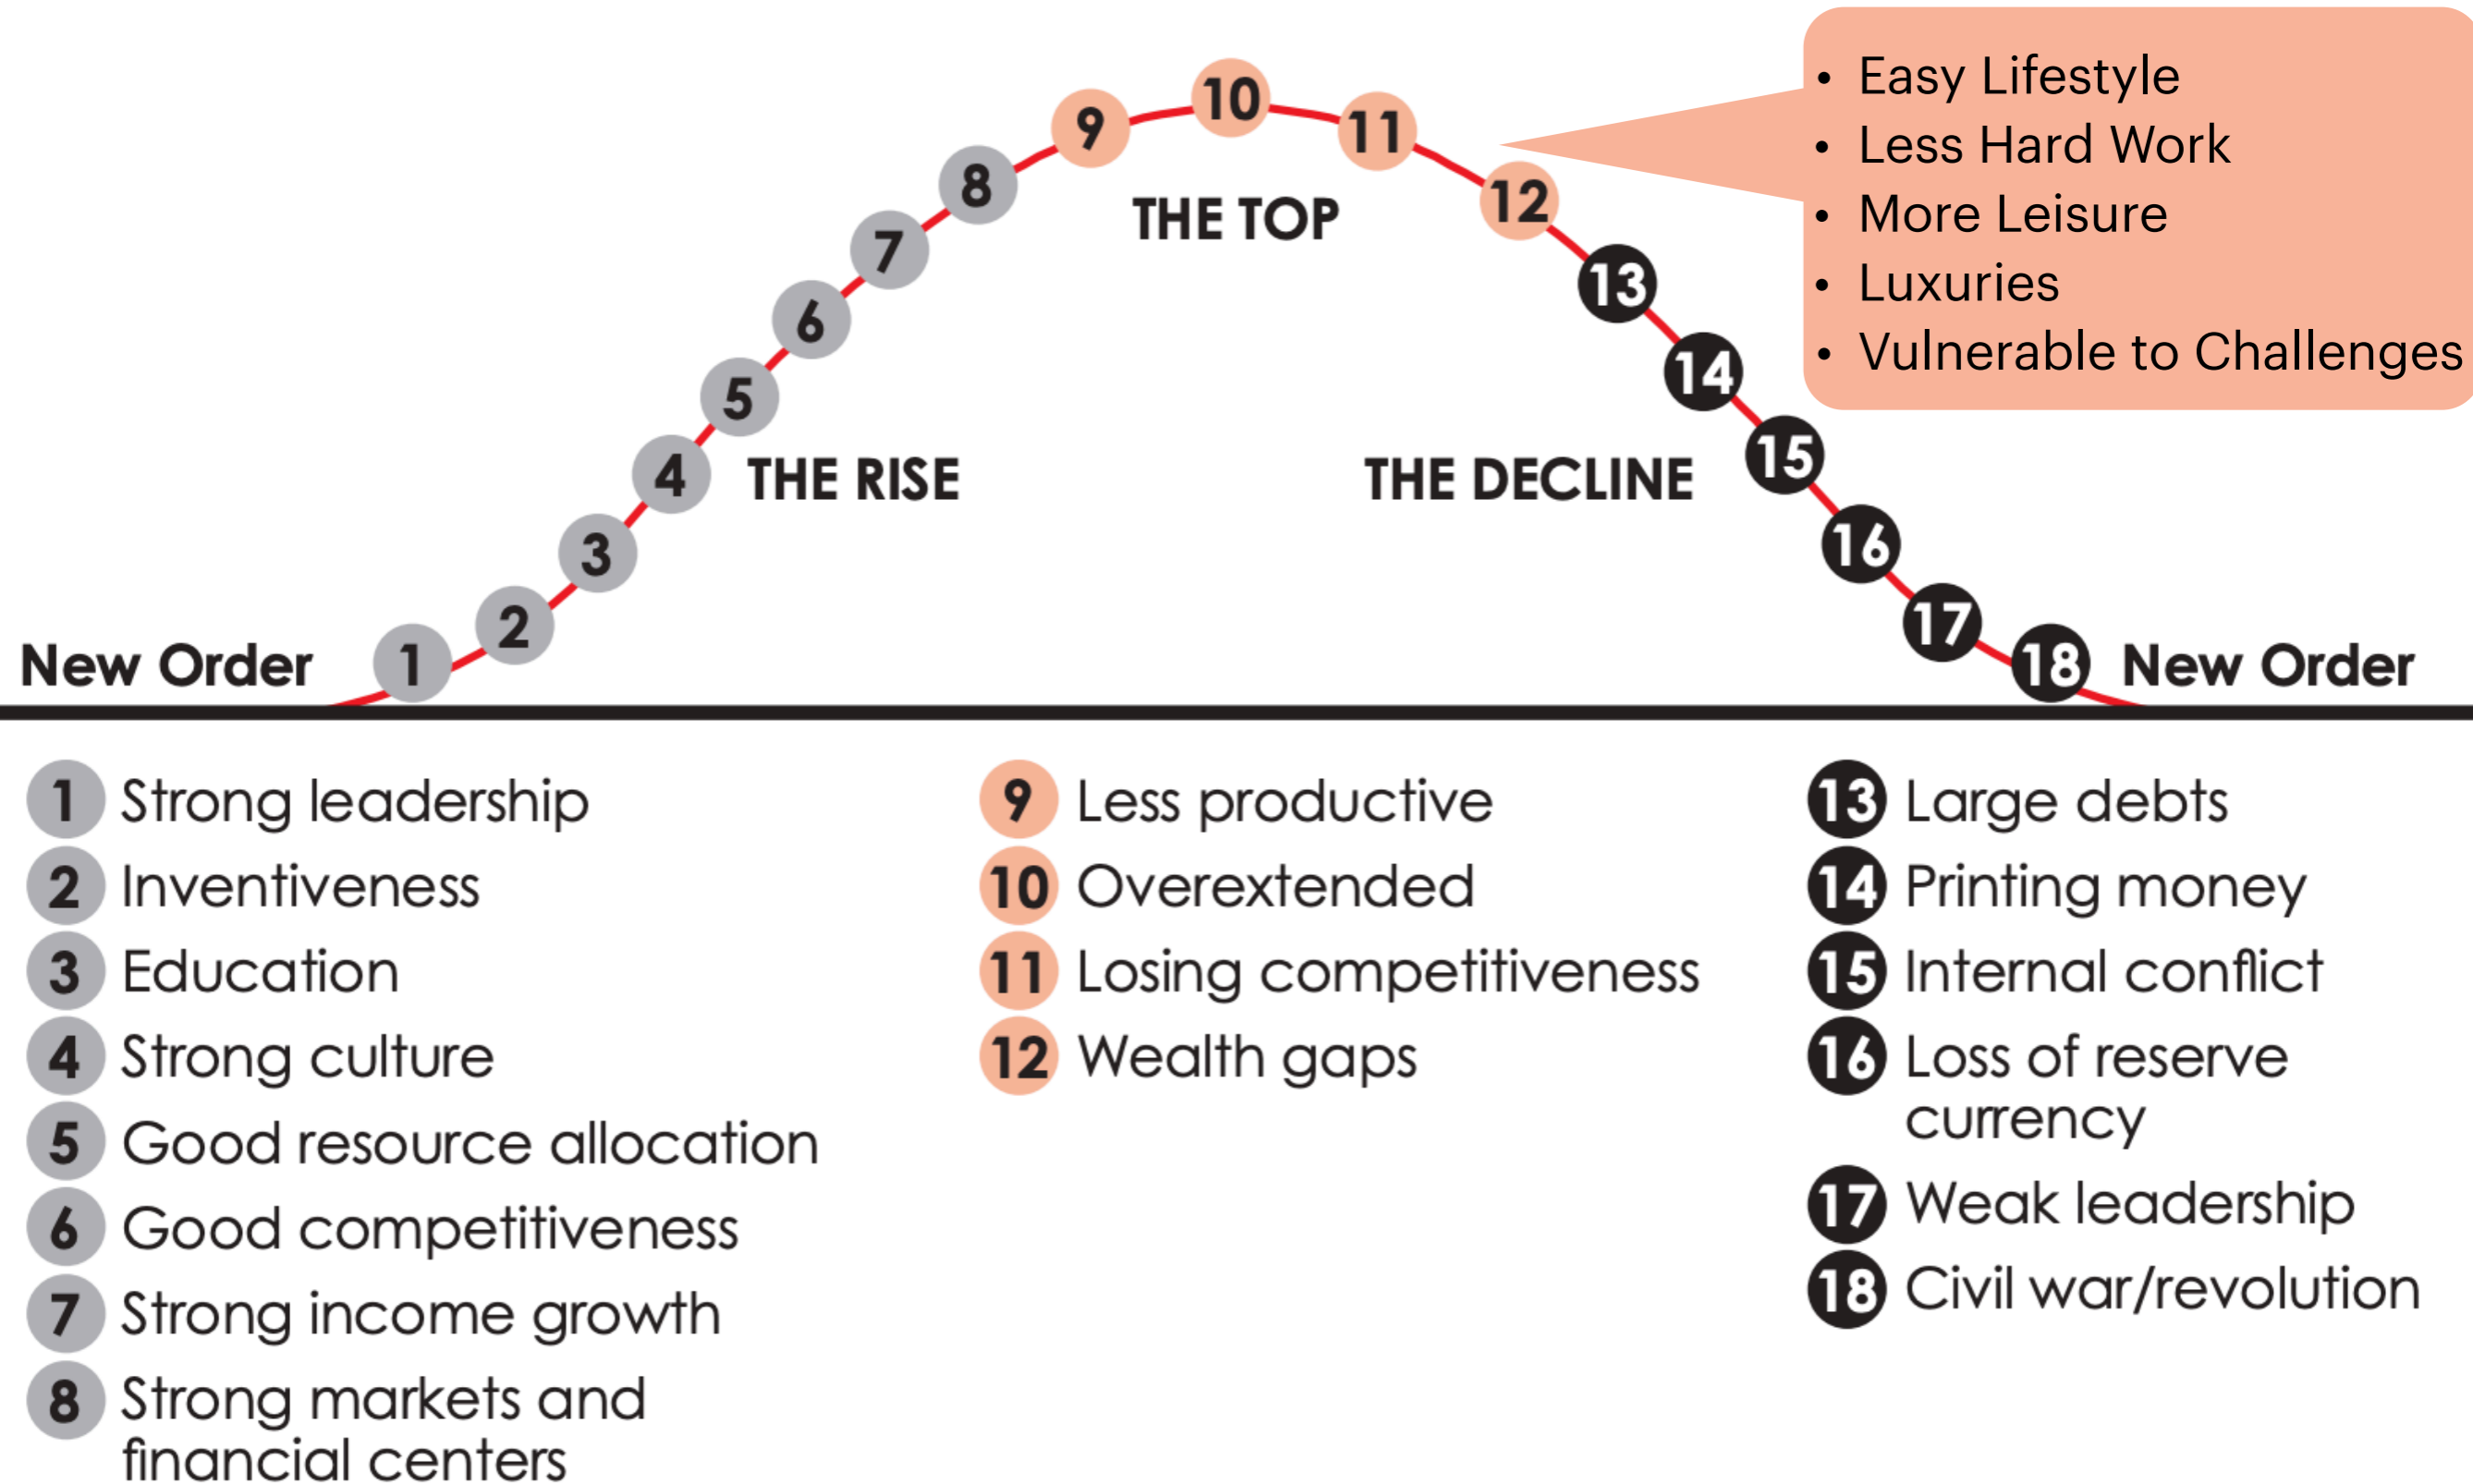 • Easy Lifestyle
• Less Hard Work
• More Leisure
• Luxuries
• Vulnerable to Challenges
10
9
11
8
12
THE TOP
7
13
6
14
5
15
4
THE RISE
THE DECLINE
3
16
2
17
New Order
1
18
New Order
1 Strong leadership
2 Inventiveness
3 Education
4 Strong culture
5 Good resource allocation
6 Good competitiveness
7 Strong income growth
8 Strong markets and
financial centers
9 Less productive
10 Overextended
11 Losing competitiveness
12 Wealth gaps
13 Large debts
14 Printing money
15 Internal conflict
16 Loss of reserve
currency
17 Weak leadership
18 Civil war/revolution